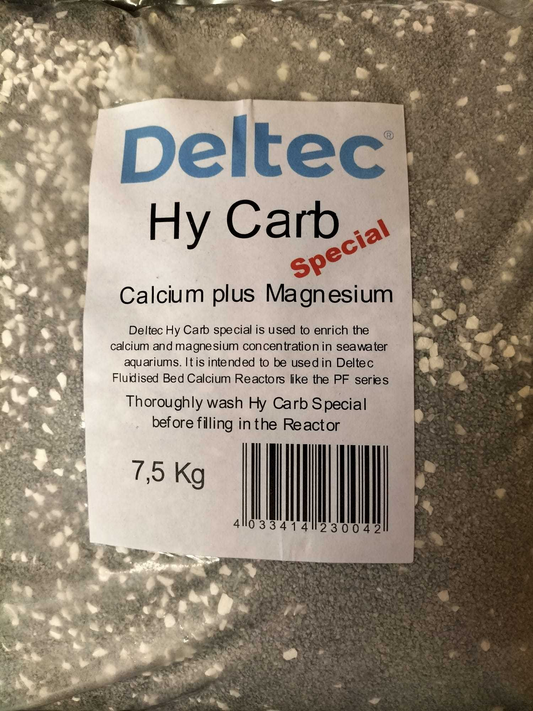 Deltec®
Hy Carb
Special
Calcium plus Magnesium
Deltec Hy Carb special is used to enrich the
calcium and magnesium concentration in seawater
aquariums. It is intended to be used in Deltec
Fluidised Bed Calcium Reactors like the PF series
Thoroughly wash Hy Carb Special
before filling in the Reactor
7,5 Kg
4 033414 230042